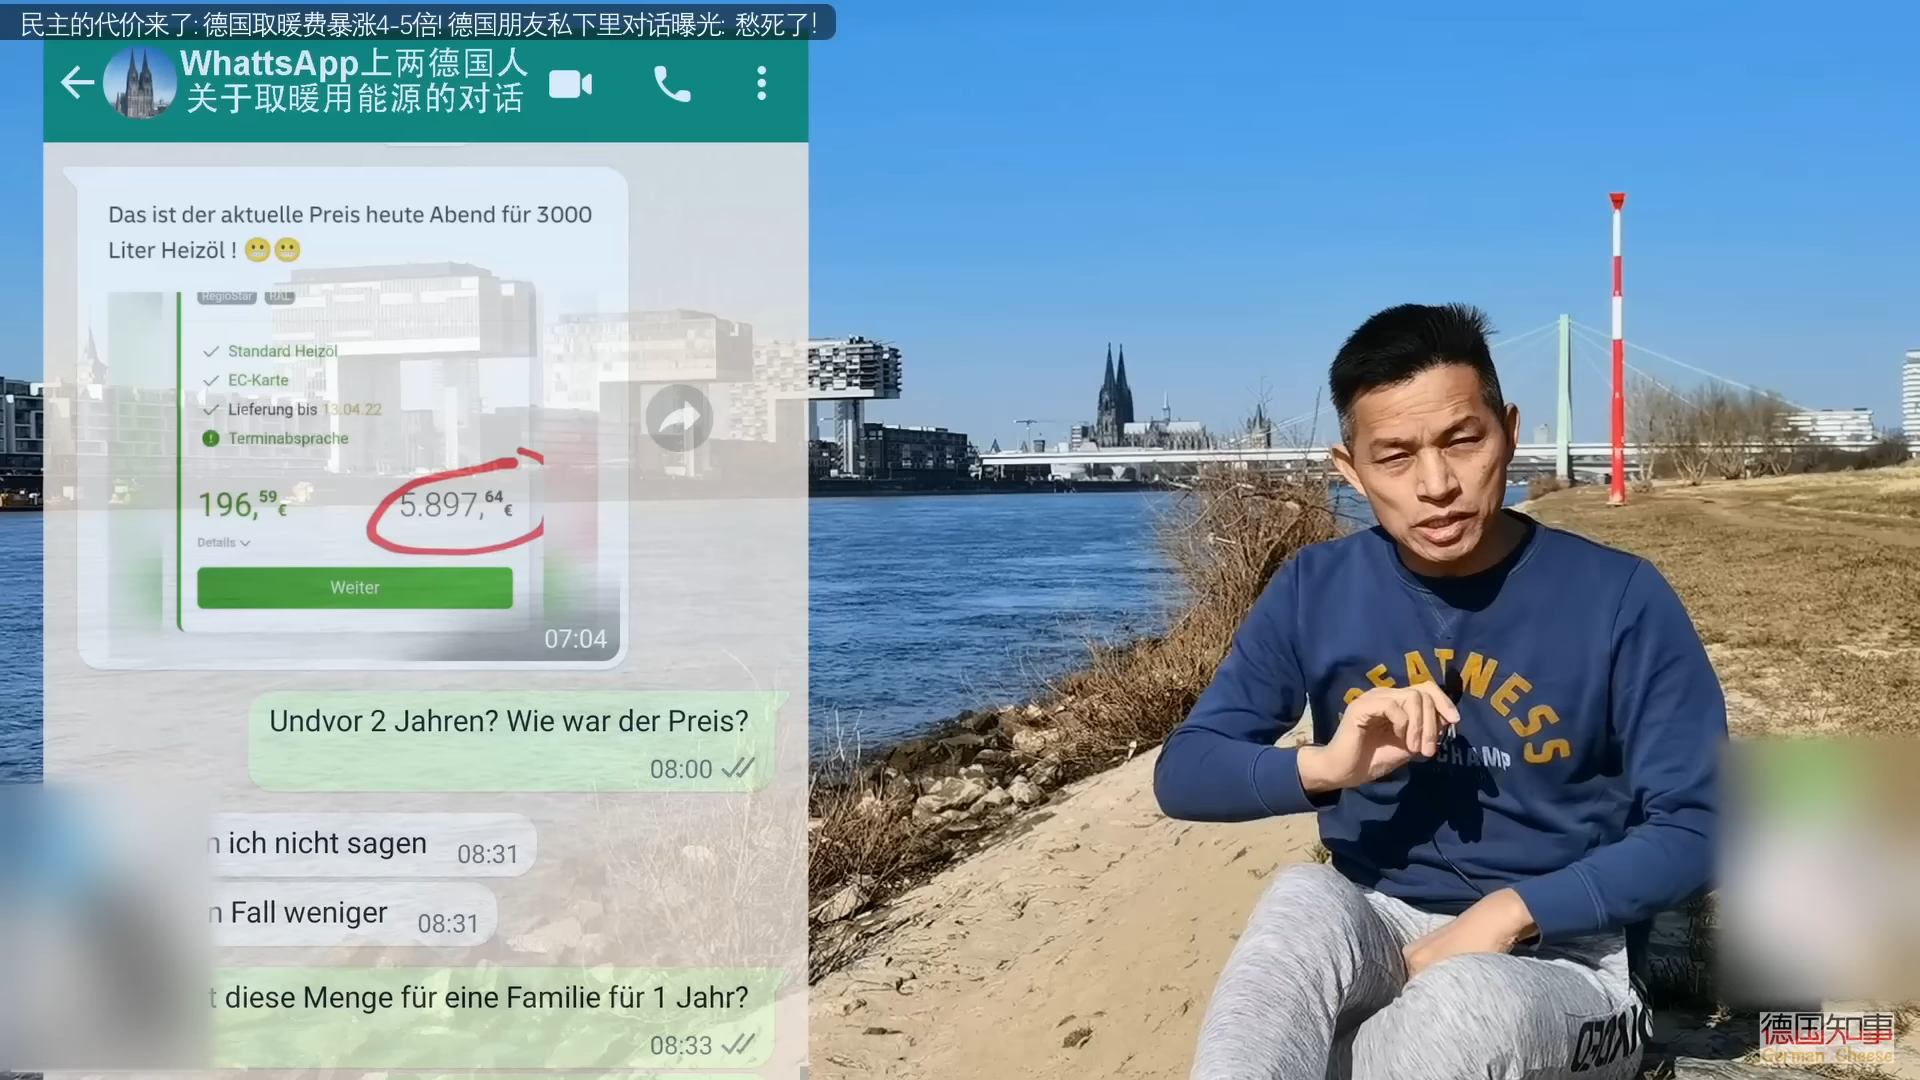 民主的代价来了: 德国取暖费暴涨4-5倍! 德国朋友私下里对话曝光: 愁死了!
WhattsApp上两德国人
关于取暖用能源的对话
Das ist der aktuelle Preis heute Abend für 3000
Liter Heizöl ! 😬😬
RegioStar RAL
Standard Heizöl
EC-Karte
Lieferung bis 13.04.22
Terminabsprache
196,59 € 5.897,64 €
Details
Weiter
07:04
Undvor 2 Jahren? Wie war der Preis?
08:00
n ich nicht sagen 08:31
n Fall weniger 08:31
t diese Menge für eine Familie für 1 Jahr?
08:33
EATNESS
CHAMP
德国知事
German Cheese